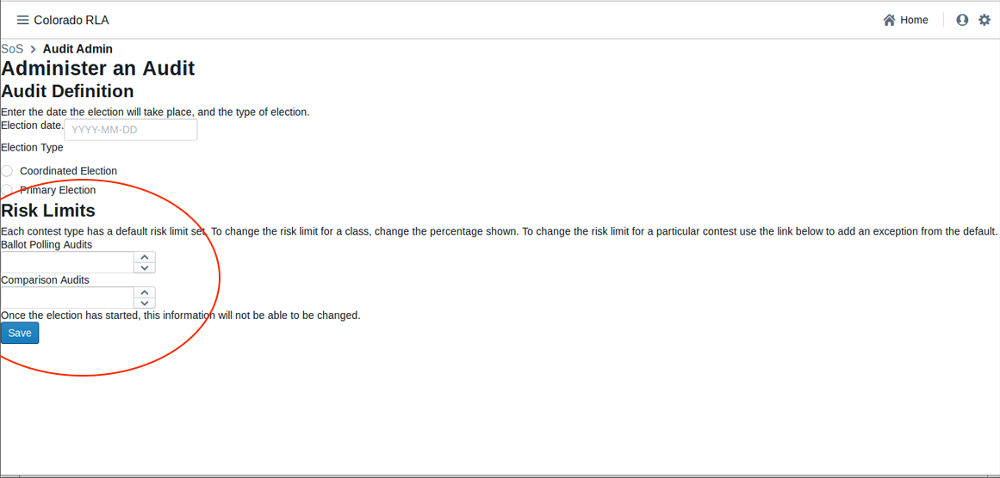 Colorado RLA Home
SoS Audit Admin
Administer an Audit
Audit Definition
Enter the date the election will take place, and the type of election.
Election date. YYYY-MM-DD
Election Type
Coordinated Election
Primary Election
Risk Limits
Each contest type has a default risk limit set. To change the risk limit for a class, change the percentage shown. To change the risk limit for a particular contest use the link below to add an exception from the default.
Ballot Polling Audits
Comparison Audits
Once the election has started, this information will not be able to be changed.
Save